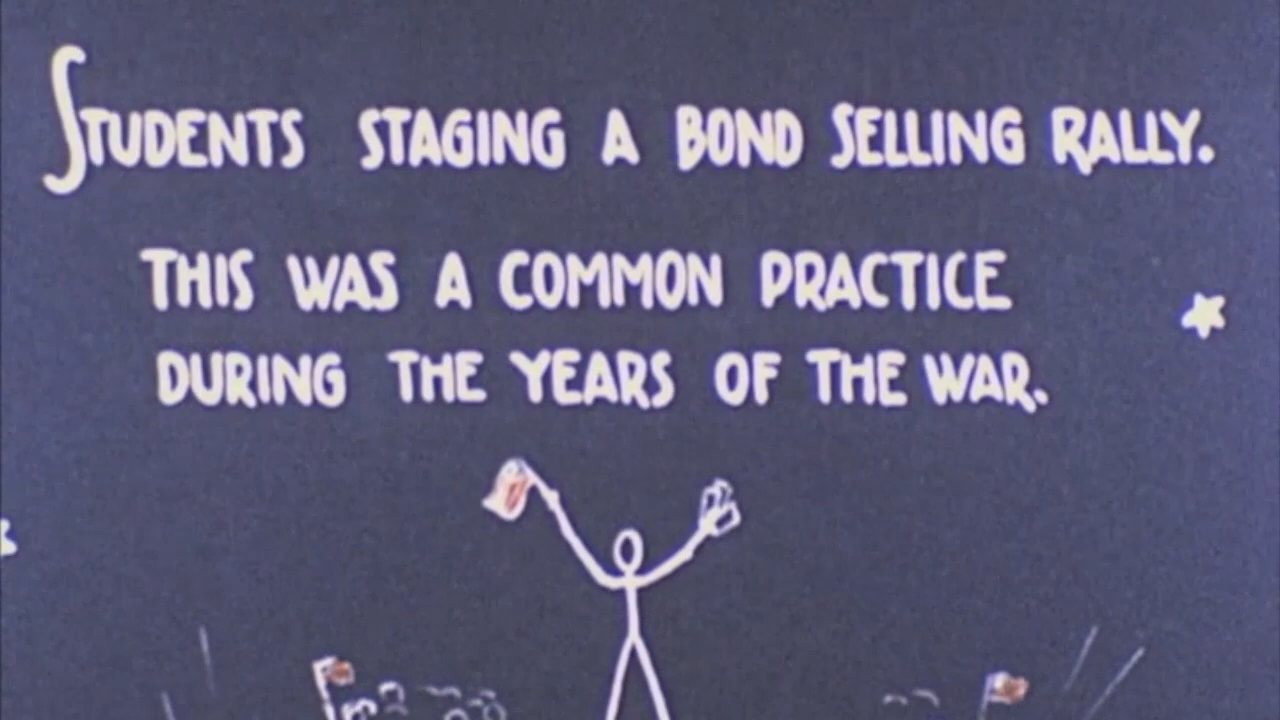 STUDENTS STAGING A BOND SELLING RALLY.
THIS WAS A COMMON PRACTICE
DURING THE YEARS OF THE WAR.